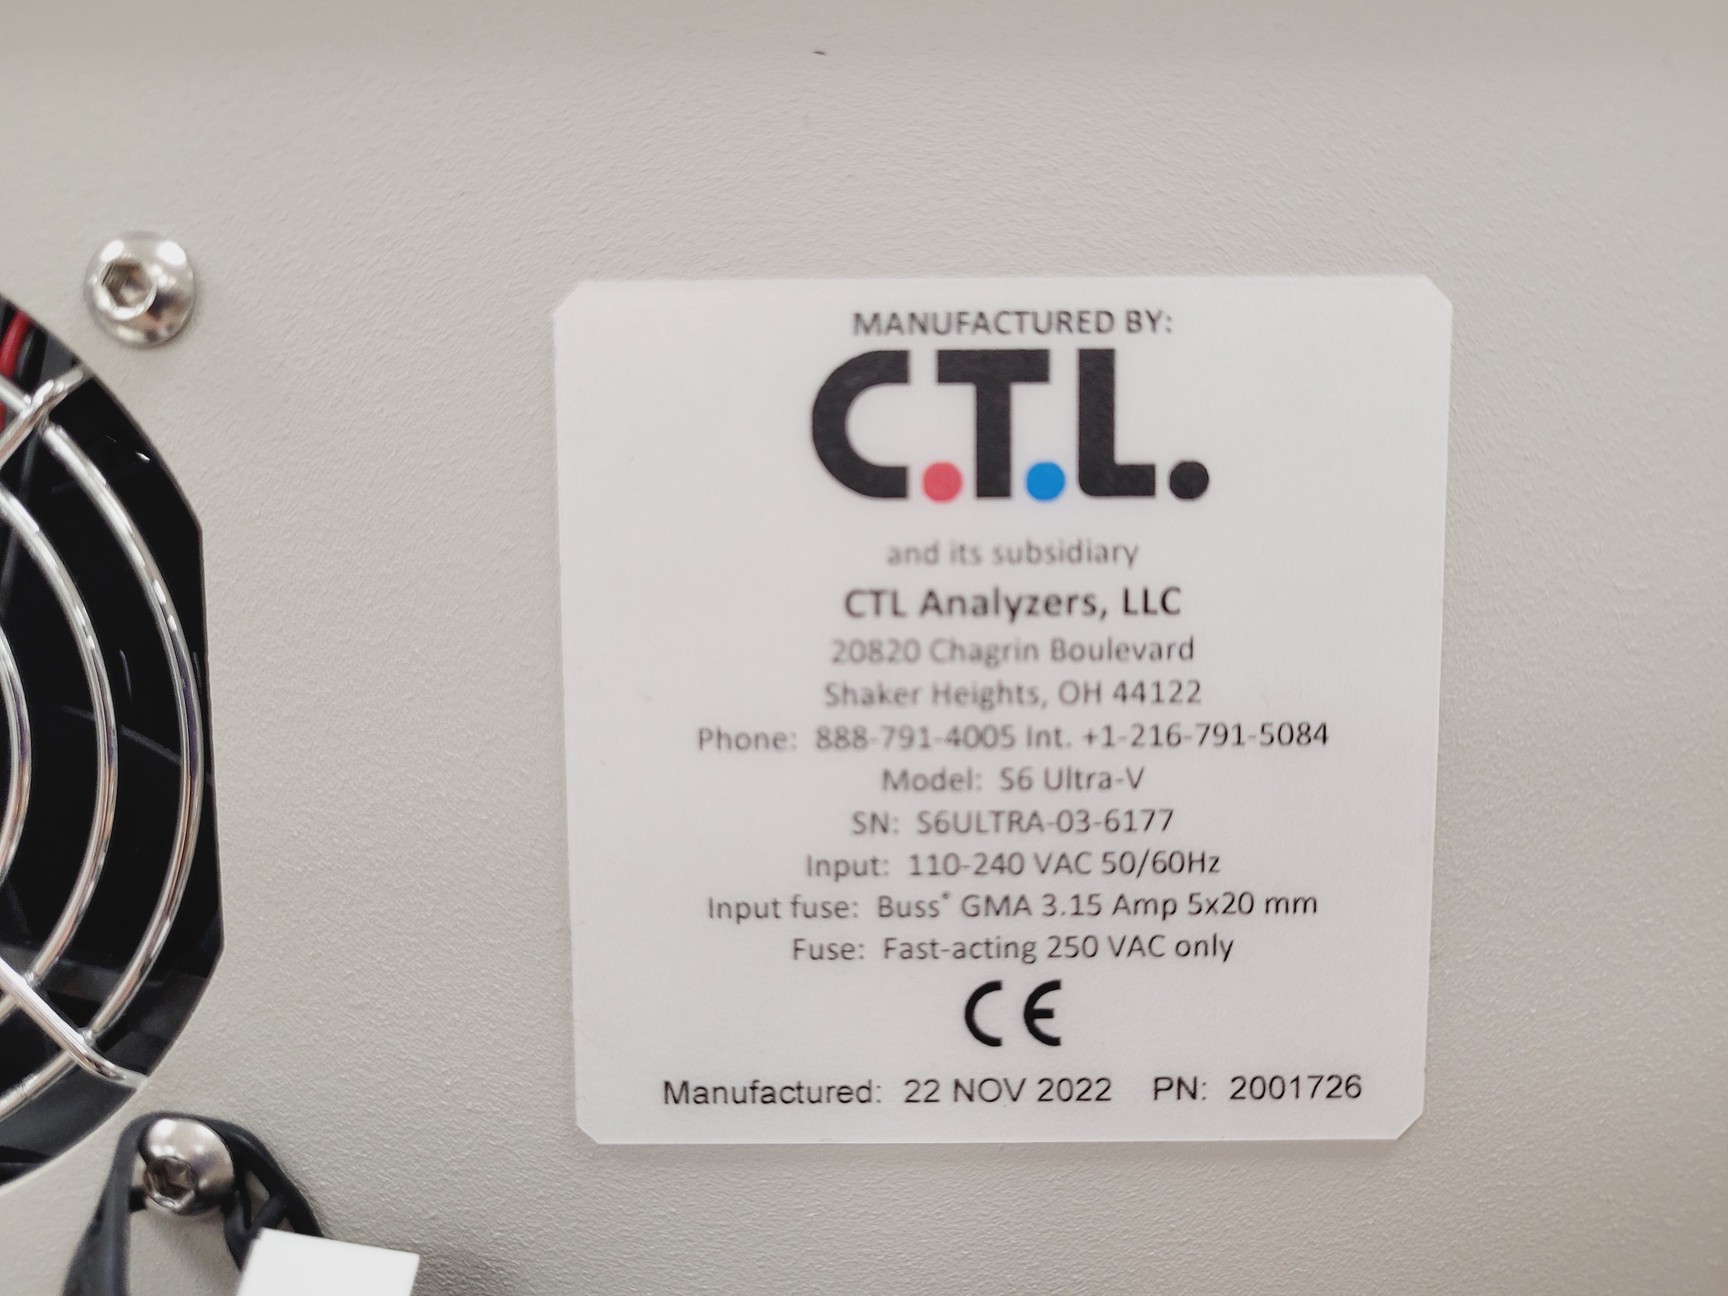 MANUFACTURED BY:
C.T.L.
and its subsidiary
CTL Analyzers, LLC
20820 Chagrin Boulevard
Shaker Heights, OH 44122
Phone: 888-791-4005 Int. +1-216-791-5084
Model: S6 Ultra-V
SN: S6ULTRA-03-6177
Input: 110-240 VAC 50/60Hz
Input fuse: Buss® GMA 3.15 Amp 5x20 mm
Fuse: Fast-acting 250 VAC only
CE
Manufactured: 22 NOV 2022 PN: 2001726